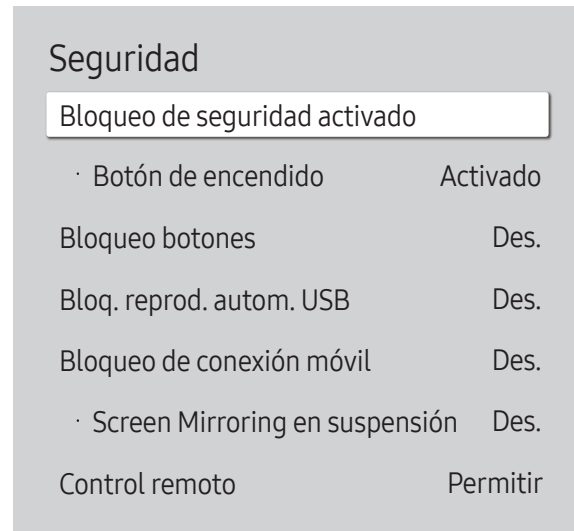 Seguridad
Bloqueo de seguridad activado
· Botón de encendido Activado
Bloqueo botones Des.
Bloq. reprod. autom. USB Des.
Bloqueo de conexión móvil Des.
· Screen Mirroring en suspensión Des.
Control remoto Permitir